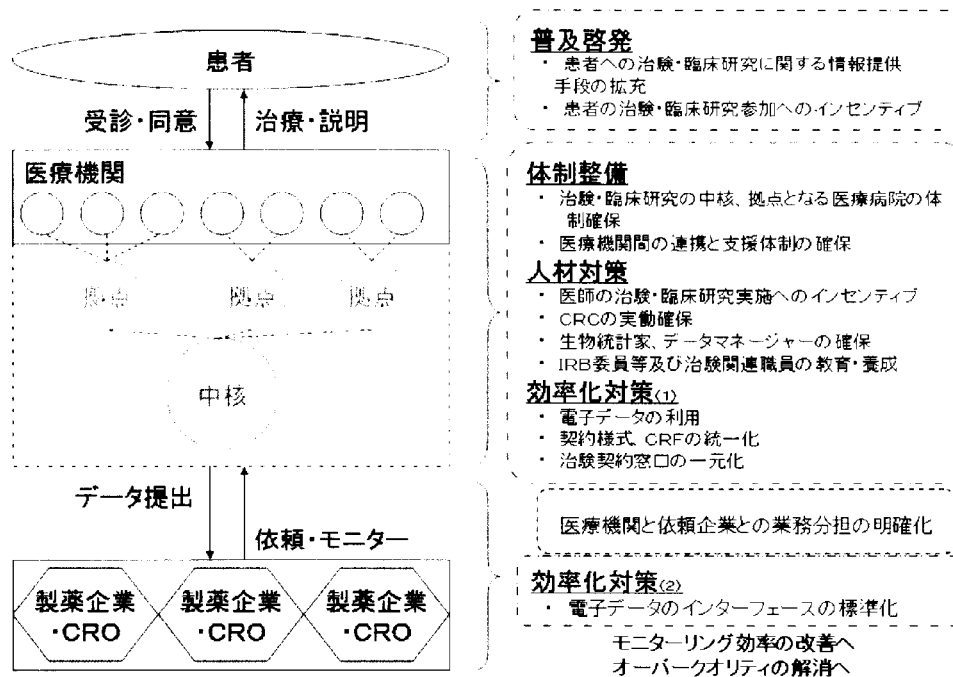 患者
受診・同意
治療・説明
医療機関
拠点
拠点
拠点
中核
データ提出
依頼・モニター
製薬企業
・CRO
製薬企業
・CRO
製薬企業
・CRO
普及啓発
・ 患者への治験・臨床研究に関する情報提供
手段の拡充
・ 患者の治験・臨床研究参加へのインセンティブ
体制整備
・ 治験・臨床研究の中核、拠点となる医療病院の体
制確保
・ 医療機関間の連携と支援体制の確保
人材対策
・ 医師の治験・臨床研究実施へのインセンティブ
・ CRCの実働確保
・ 生物統計家、データマネージャーの確保
・ IRB委員等及び治験関連職員の教育・養成
効率化対策(1)
・ 電子データの利用
・ 契約様式、CRFの統一化
・ 治験契約窓口の一元化
医療機関と依頼企業との業務分担の明確化
効率化対策(2)
・ 電子データのインターフェースの標準化
モニターリング効率の改善へ
オーバークオリティの解消へ